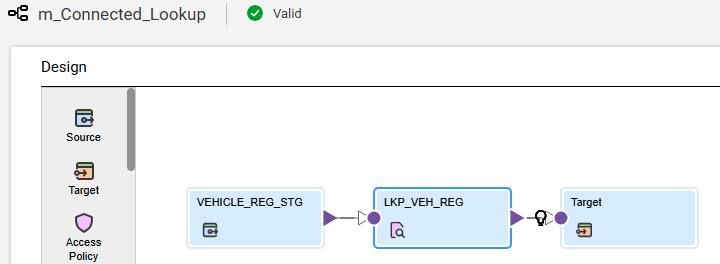 m_Connected_Lookup
Valid
Design
Source
Target
Access
Policy
VEHICLE_REG_STG
LKP_VEH_REG
Target